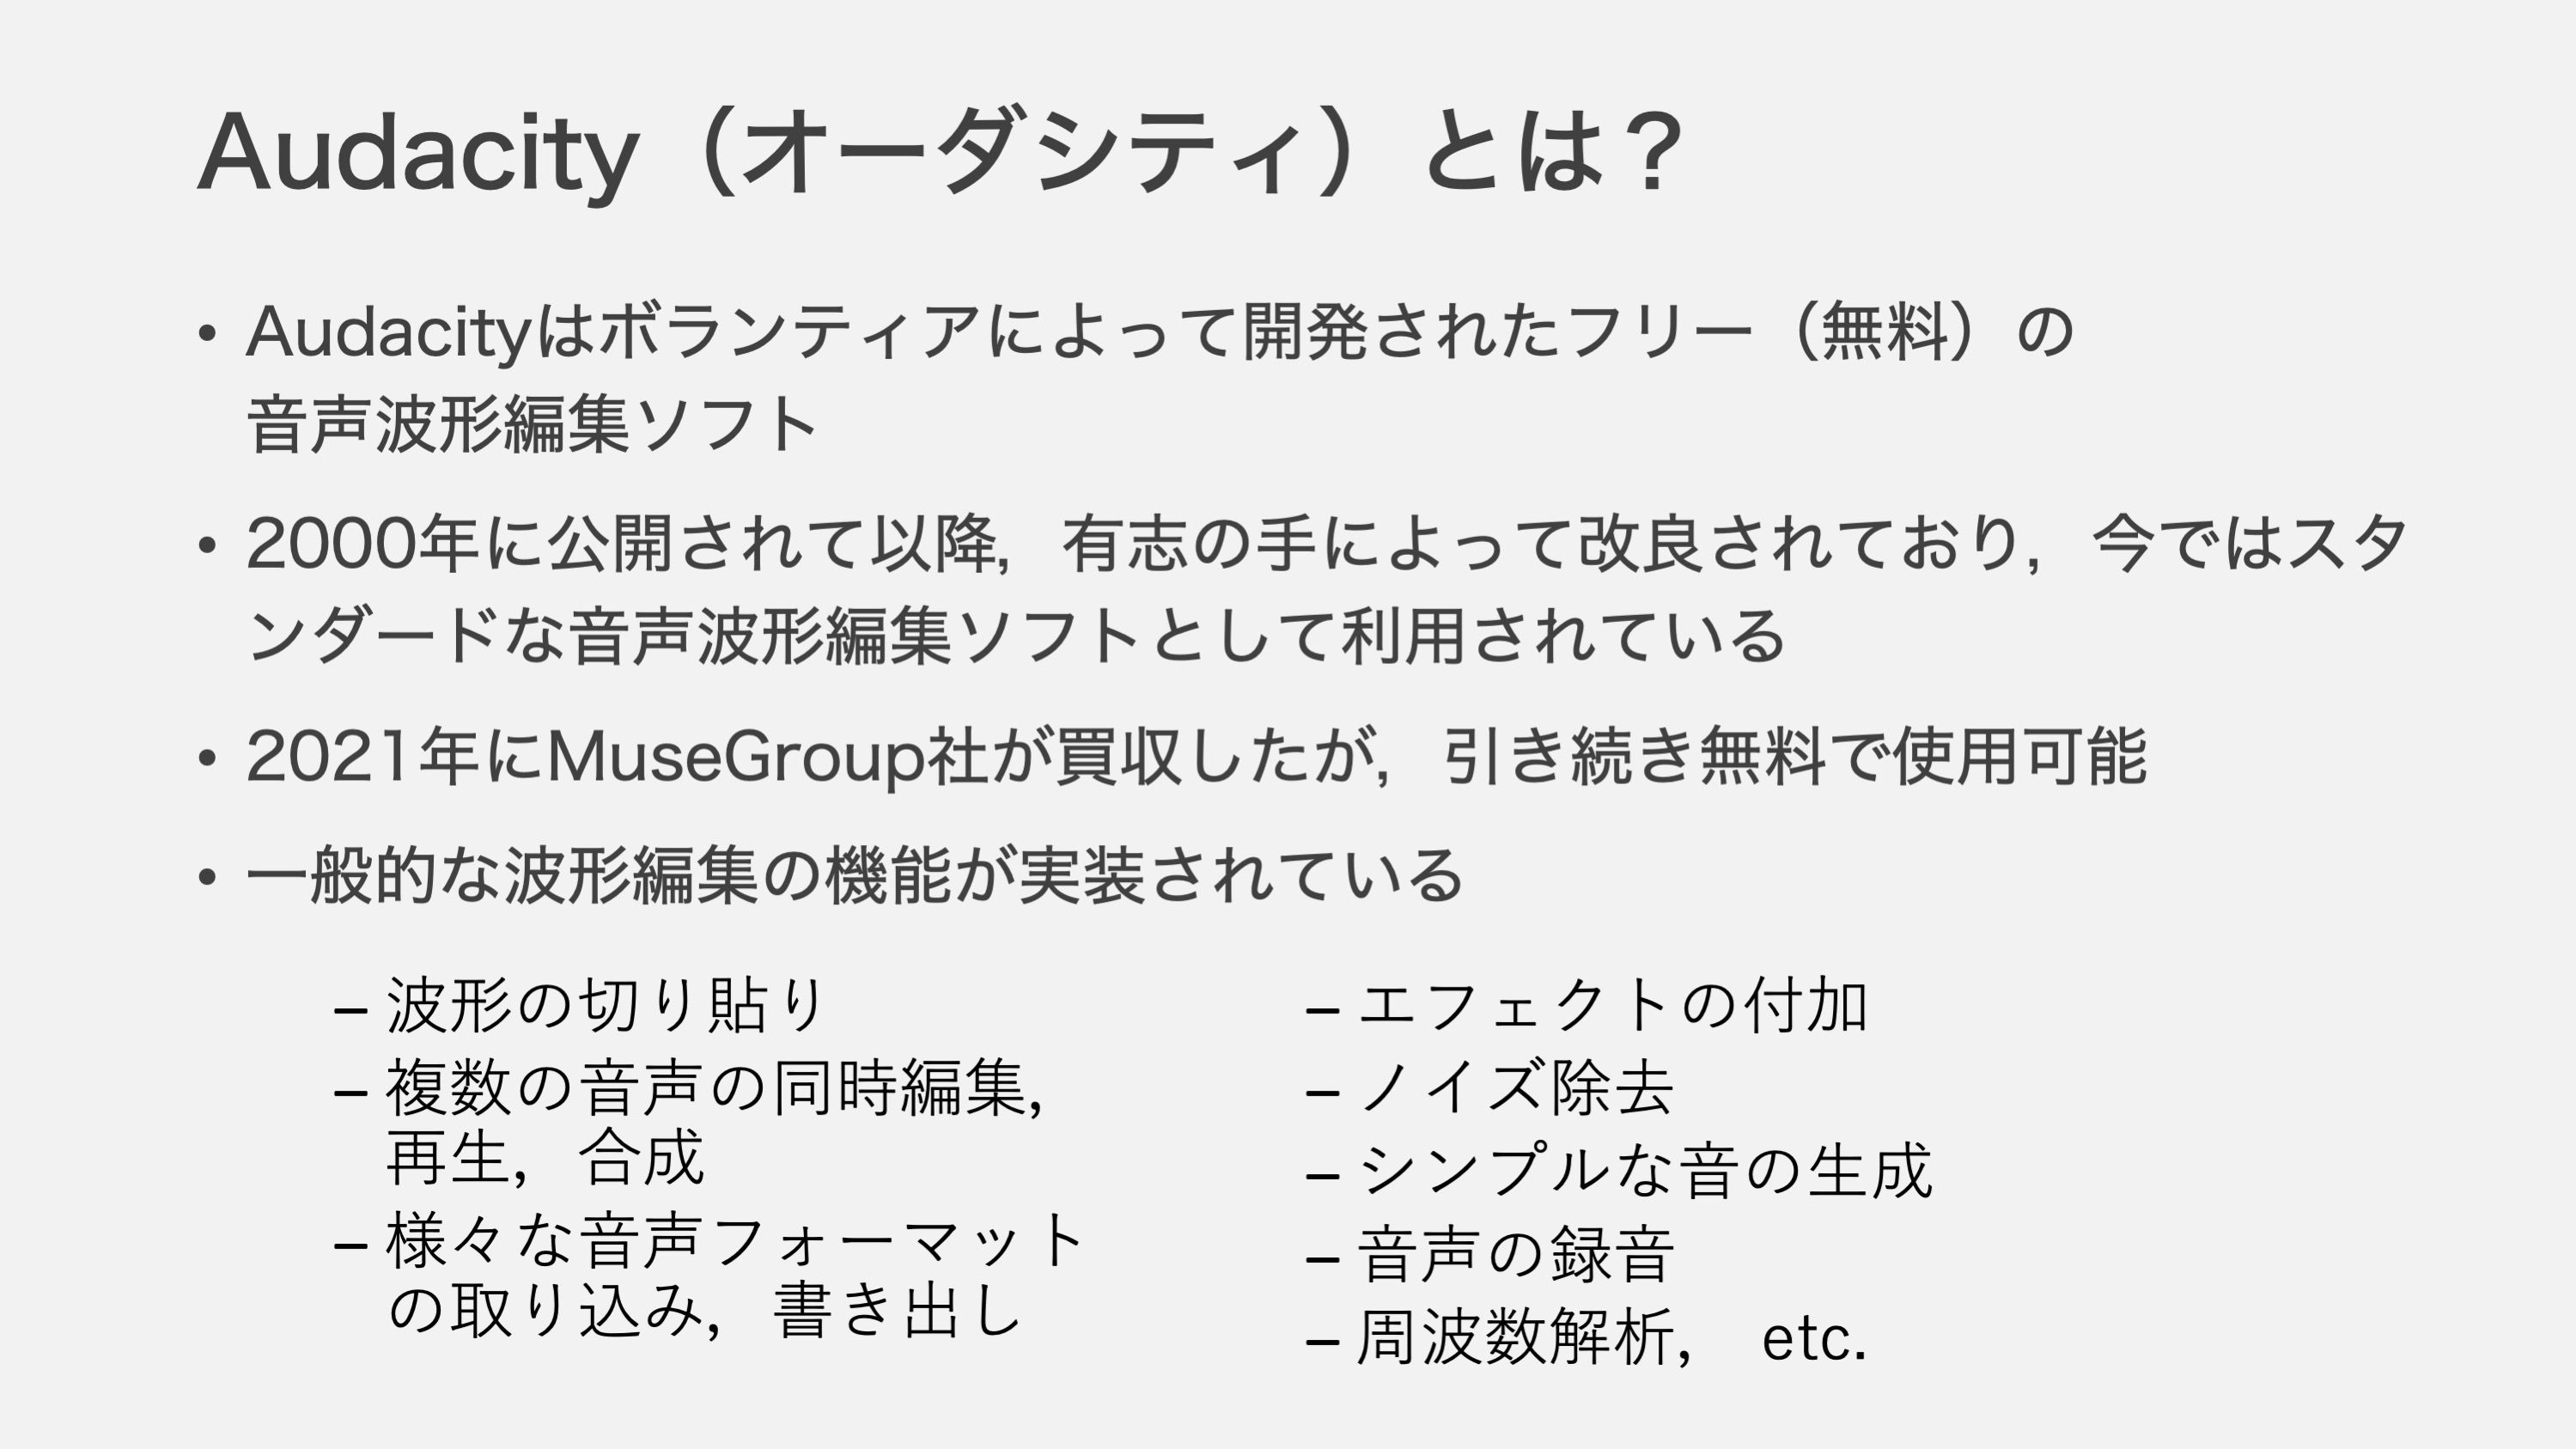 Audacity（オーダシティ）とは？
• Audacityはボランティアによって開発されたフリー（無料）の
音声波形編集ソフト
• 2000年に公開されて以降，有志の手によって改良されており，今ではスタ
ンダードな音声波形編集ソフトとして利用されている
• 2021年にMuseGroup社が買収したが，引き続き無料で使用可能
• 一般的な波形編集の機能が実装されている
– 波形の切り貼り
– 複数の音声の同時編集，
再生，合成
– 様々な音声フォーマット
の取り込み，書き出し
– エフェクトの付加
– ノイズ除去
– シンプルな音の生成
– 音声の録音
– 周波数解析， etc.